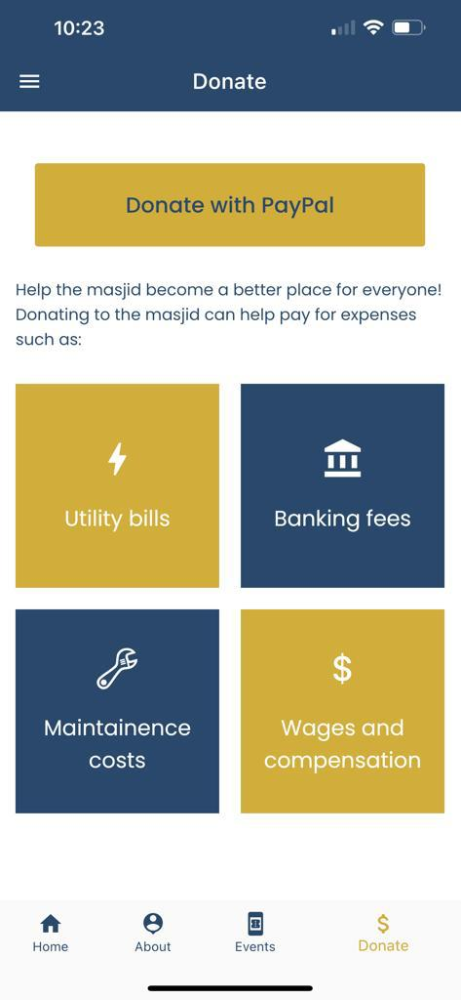 10:23
Donate
Donate with PayPal
Help the masjid become a better place for everyone!
Donating to the masjid can help pay for expenses
such as:
Utility bills
Banking fees
Maintainence
costs
$
Wages and
compensation
Home
About
Events
$
Donate